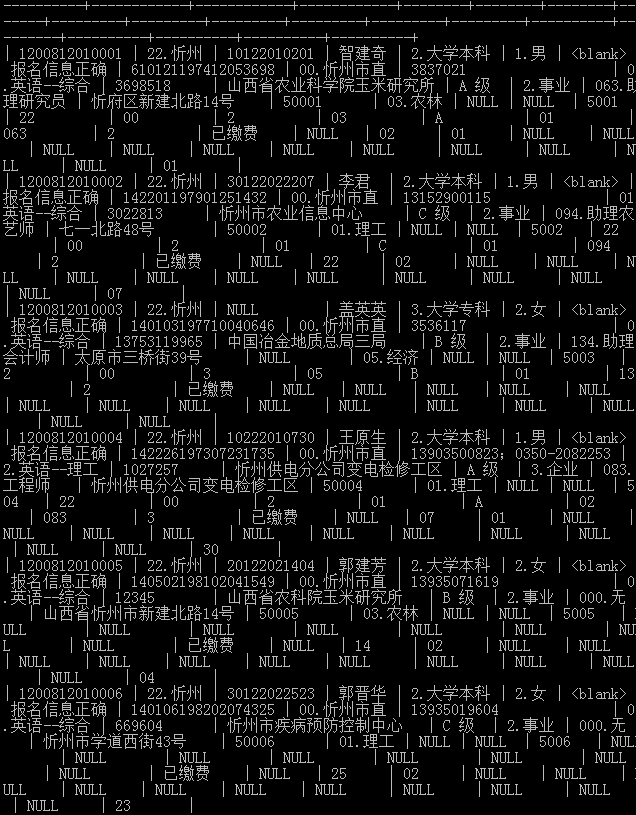 | 1200812010001 | 22.忻州 | 10122010201 | 智建奇 | 2.大学本科 | 1.男 | <blank>
报名信息正确 | 610121197412053698 | 00.忻州市直 | 3837021 | 0
.英语--综合 | 3698518 | 山西省农业科学院玉米研究所 | A 级 | 2.事业 | 063.助
理研究员 | 忻府区新建北路14号 | 50001 | 03.农林 | NULL | NULL | 5001
| 22 | 00 | 2 | 03 | A | 01 |
063 | 2 | 已缴费 | NULL | 02 | 01 | NULL |
| NULL | NULL | NULL | NULL | NULL | NULL | N
LL | NULL | 01 |
| 1200812010002 | 22.忻州 | 30122022207 | 李君 | 2.大学本科 | 1.男 | <blank> |
报名信息正确 | 142201197901251432 | 00.忻州市直 | 13152900115 | 01
英语--综合 | 3022813 | 忻州市农业信息中心 | C 级 | 2.事业 | 094.助理农
艺师 | 七一北路48号 | 50002 | 01.理工 | NULL | NULL | 5002 | 22
| 00 | 2 | 01 | C | 01 | 094
| 2 | 已缴费 | NULL | 22 | 02 | NULL | NULL
LL | NULL | NULL | NULL | NULL | NULL | NULL
| NULL | 07 |
| 1200812010003 | 22.忻州 | NULL | 盖英英 | 3.大学专科 | 2.女 | <blank>
报名信息正确 | 140103197710040646 | 00.忻州市直 | 3536117 | 0
.英语--综合 | 13753119965 | 中国冶金地质总局三局 | B 级 | 2.事业 | 134.助理
会计师 | 太原市三桥街39号 | NULL | 05.经济 | NULL | NULL | 5003
2 | 00 | 3 | 05 | B | 01 | 13
| 2 | 已缴费 | NULL | NULL | NULL | NULL
| NULL | NULL | NULL | NULL | NULL | NULL | NULL
| NULL | NULL |
| 1200812010004 | 22.忻州 | 10222010730 | 王原生 | 2.大学本科 | 1.男 | <blank>
报名信息正确 | 142226197307231735 | 00.忻州市直 | 13903500823；0350-2082253 |
2.英语--理工 | 1027257 | 忻州供电分公司变电检修工区 | A 级 | 3.企业 | 083.
工程师 | 忻州供电分公司变电检修工区 | 50004 | 01.理工 | NULL | NULL | 5
04 | 22 | 00 | 2 | 01 | A | 02
| 083 | 3 | 已缴费 | NULL | 07 | 01 | NULL
NULL | NULL | NULL | NULL | NULL | NULL |
| NULL | NULL | 30 |
| 1200812010005 | 22.忻州 | 20122021404 | 郭建芳 | 2.大学本科 | 2.女 | <blank>
报名信息正确 | 140502198102041549 | 00.忻州市直 | 13935071619 | 0
.英语--综合 | 12345 | 山西省农科院玉米研究所 | B 级 | 2.事业 | 000.无
| 山西省忻州市新建北路14号 | 50005 | 03.农林 | NULL | NULL | 5005 |
ULL | NULL | NULL | NULL | NULL | NULL | NUL
L | NULL | 已缴费 | NULL | 14 | 02 | NULL |
| NULL | NULL | NULL | NULL | NULL | NULL | NULL
| NULL | 04 |
| 1200812010006 | 22.忻州 | 30122022523 | 郭晋华 | 2.大学本科 | 2.女 | <blank>
报名信息正确 | 140106198202074325 | 00.忻州市直 | 13935019604 | 0
.英语--综合 | 669604 | 忻州市疾病预防控制中心 | C 级 | 2.事业 | 000.无
| 忻州市学道西街43号 | 50006 | 01.理工 | NULL | NULL | 5006 | NULL
| NULL | NULL | NULL | NULL | NULL | NULL
| NULL | 已缴费 | NULL | 25 | 02 | NULL | N
ULL | NULL | NULL | NULL | NULL | NULL | NULL
| NULL | 23 |